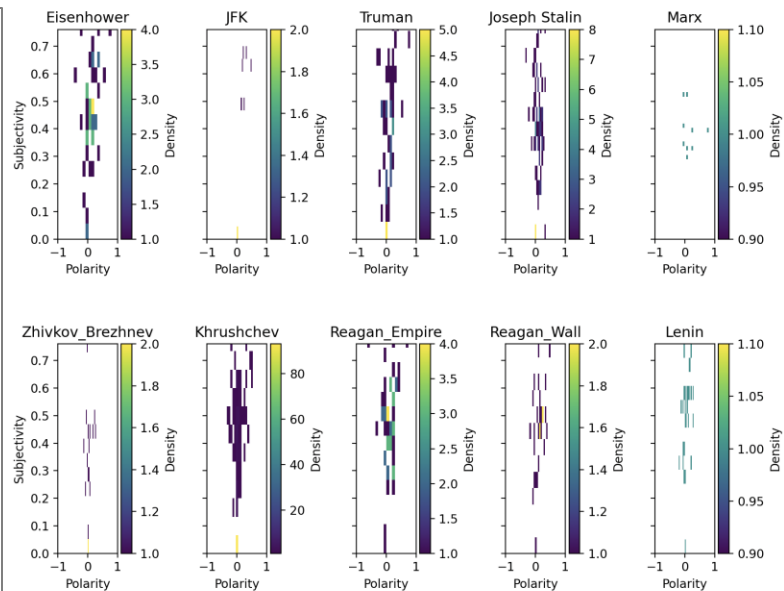 Eisenhower JFK Truman Joseph Stalin Marx
Subjectivity
0.7
0.6
0.5
0.4
0.3
0.2
0.1
0.0
−1 0 1
Polarity
4.0
3.5
3.0
2.5
2.0
1.5
1.0
Density
−1 0 1
Polarity
2.0
1.8
1.6
1.4
1.2
1.0
Density
−1 0 1
Polarity
5.0
4.5
4.0
3.5
3.0
2.5
2.0
1.5
1.0
Density
−1 0 1
Polarity
8
7
6
5
4
3
2
1
Density
−1 0 1
Polarity
1.10
1.05
1.00
0.95
0.90
Density
Zhivkov_Brezhnev Khrushchev Reagan_Empire Reagan_Wall Lenin
Subjectivity
0.7
0.6
0.5
0.4
0.3
0.2
0.1
0.0
−1 0 1
Polarity
2.0
1.8
1.6
1.4
1.2
1.0
Density
−1 0 1
Polarity
80
60
40
20
Density
−1 0 1
Polarity
4.0
3.5
3.0
2.5
2.0
1.5
1.0
Density
−1 0 1
Polarity
2.0
1.8
1.6
1.4
1.2
1.0
Density
−1 0 1
Polarity
1.10
1.05
1.00
0.95
0.90
Density